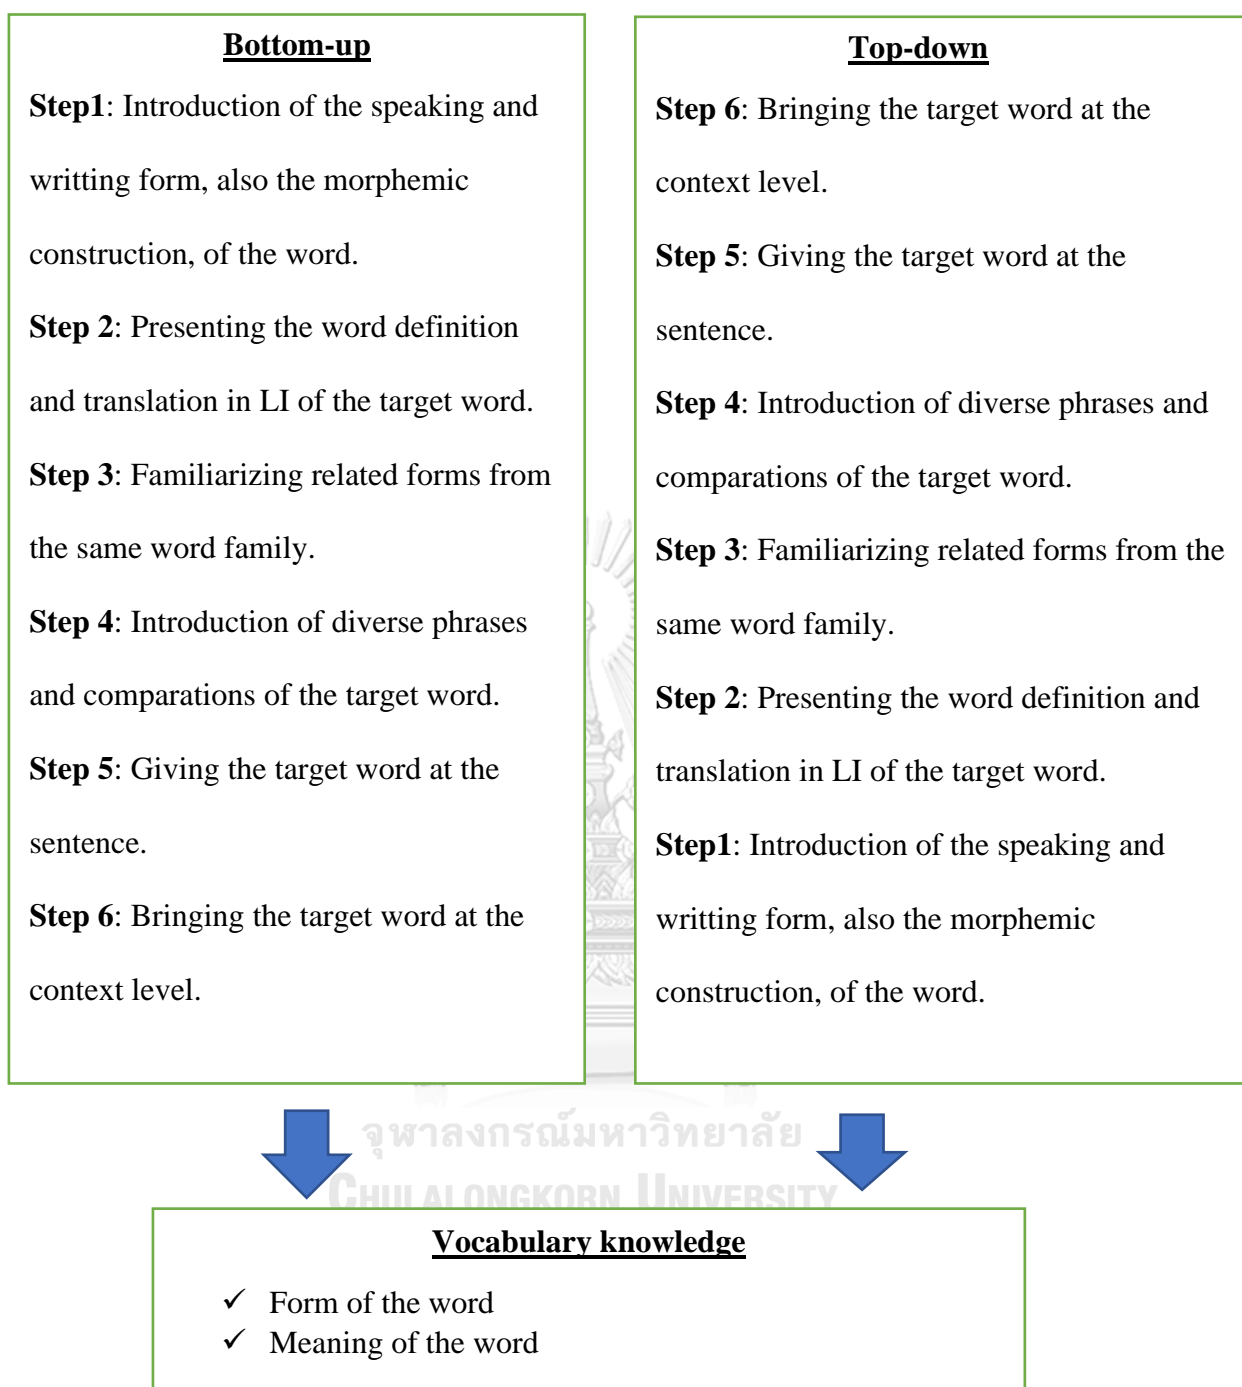 Bottom-up
Step1: Introduction of the speaking and
writting form, also the morphemic
construction, of the word.
Step 2: Presenting the word definition
and translation in LI of the target word.
Step 3: Familiarizing related forms from
the same word family.
Step 4: Introduction of diverse phrases
and comparations of the target word.
Step 5: Giving the target word at the
sentence.
Step 6: Bringing the target word at the
context level.
Top-down
Step 6: Bringing the target word at the
context level.
Step 5: Giving the target word at the
sentence.
Step 4: Introduction of diverse phrases and
comparations of the target word.
Step 3: Familiarizing related forms from the
same word family.
Step 2: Presenting the word definition and
translation in LI of the target word.
Step1: Introduction of the speaking and
writting form, also the morphemic
construction, of the word.
จุฬาลงกรณ์มหาวิทยาลัย
CHULALONGKORN UNIVERSITY
Vocabulary knowledge
✓ Form of the word
✓ Meaning of the word